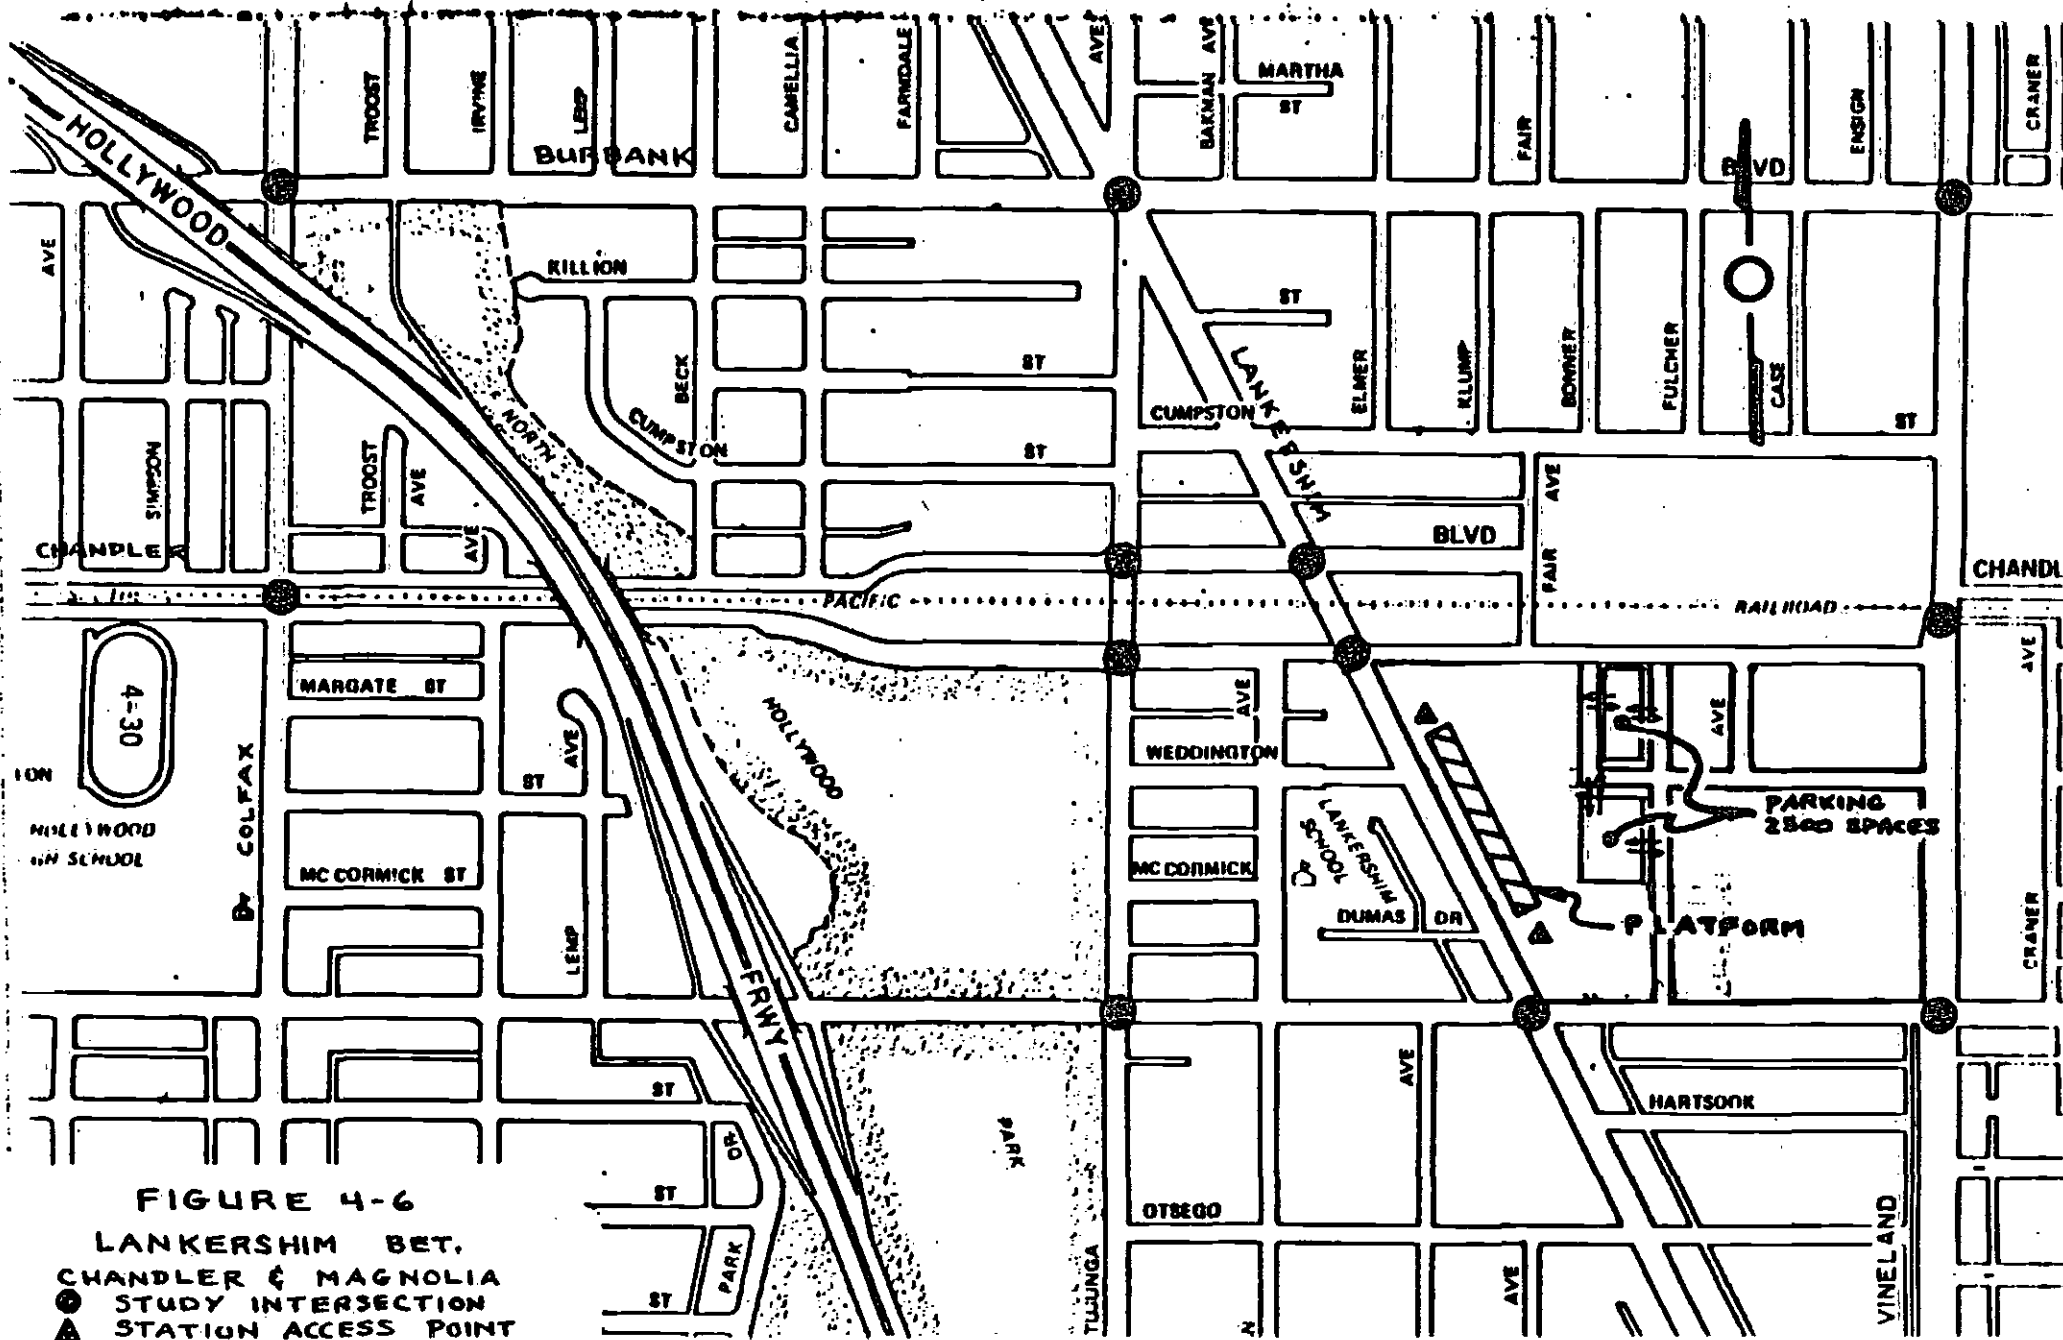 AVE
BAKMAN AVE
MARTHA
ST
TROOST
IRVINE
LEMP
CAMELLIA
FARMDALE
FAIR
ENSIGN
CRANER
HOLLYWOOD
BURBANK
BLVD
AVE
KILLION
ST
BECK
ST
LANKERSHIM
ELMER
KLUMP
BONNER
FULCHER
CASE
CUMPSTON
CUMPSTON
ST
ST
NORTH
SIMPSON
TROOST
AVE
AVE
AVE
FAIR
BLVD
CHANDLER
CHANDL
PACIFIC
RAILROAD
MARGATE ST
4-30
HOLLYWOOD
AVE
AVE
AVE
AVE
WEDDINGTON
ION
ST
COLFAX
PARKING
2500 SPACES
HOLLYWOOD
GH SCHOOL
LANKERSHIM
SCHOOL
MC CORMICK ST
MC CORMICK
DUMAS DR
PLATFORM
LEMP
CRANER
FRWY
ST
AVE
HARTSOOK
PARK
DR
ST
OTSEGO
PARK
ST
TUJUNGA
AVE
VINELAND
N
FIGURE 4-6
LANKERSHIM BET.
CHANDLER & MAGNOLIA
STUDY INTERSECTION
STATION ACCESS POINT